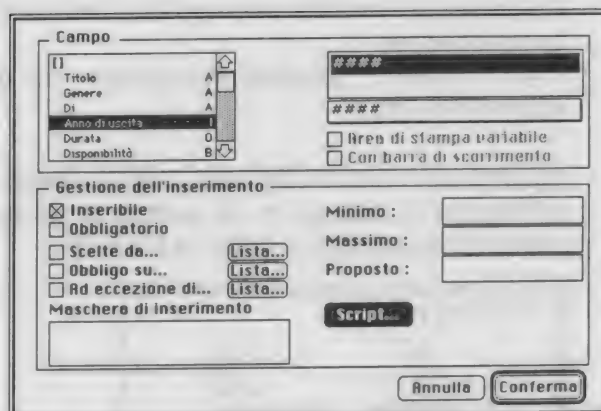 Campo
[]
Titolo A
Genere A
Di A
Anno di uscita I
Durata O
Disponibilità B
####
####
Area di stampa variabile
Con barra di scorrimento
Gestione dell'inserimento
Inseribile
Obbligatorio
Scelte da... Lista...
Obbligo su... Lista...
Ad eccezione di... Lista...
Maschera di inserimento
Minimo :
Massimo :
Proposto :
Script...
Annulla
Conferma